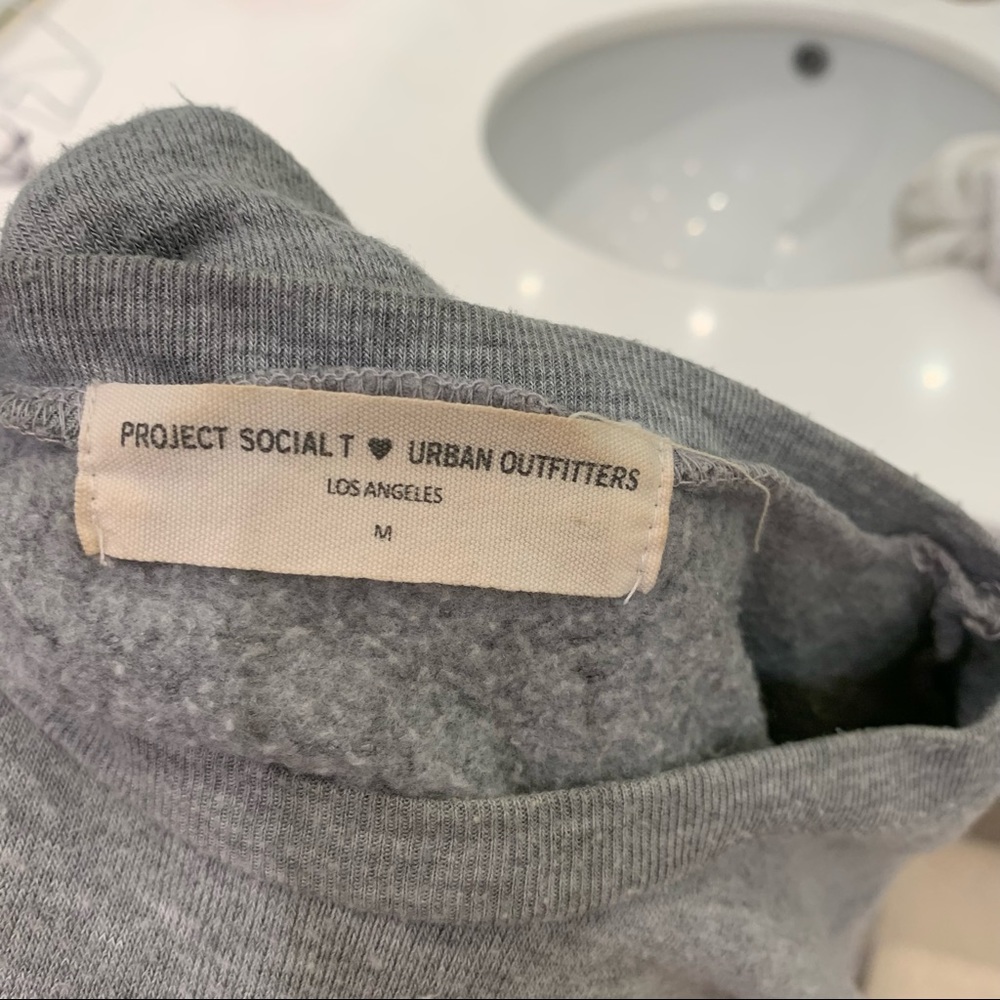 PROJECT SOCIAL T ♥ URBAN OUTFITTERS
LOS ANGELES
M